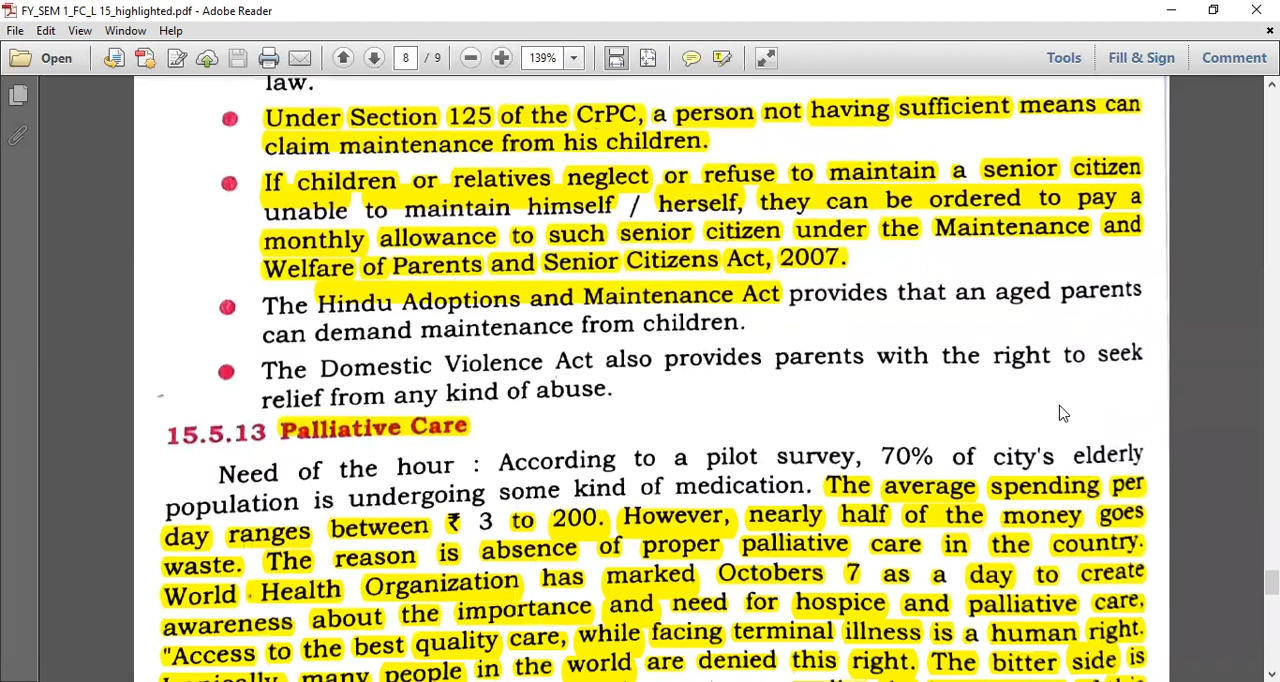 FY_SEM 1_FC_L 15_highlighted.pdf - Adobe Reader
File Edit View Window Help
Open 8 / 9 139% Tools Fill & Sign Comment
law.
Under Section 125 of the CrPC, a person not having sufficient means can
claim maintenance from his children.
If children or relatives neglect or refuse to maintain a senior citizen
unable to maintain himself / herself, they can be ordered to pay a
monthly allowance to such senior citizen under the Maintenance and
Welfare of Parents and Senior Citizens Act, 2007.
The Hindu Adoptions and Maintenance Act provides that an aged parents
can demand maintenance from children.
The Domestic Violence Act also provides parents with the right to seek
relief from any kind of abuse.
15.5.13 Palliative Care
Need of the hour : According to a pilot survey, 70% of city's elderly
population is undergoing some kind of medication. The average spending per
day ranges between ₹ 3 to 200. However, nearly half of the money goes
waste. The reason is absence of proper palliative care in the country.
World Health Organization has marked Octobers 7 as a day to create
awareness about the importance and need for hospice and palliative care.
"Access to the best quality care, while facing terminal illness is a human right.
many people in the world are denied this right. The bitter side is